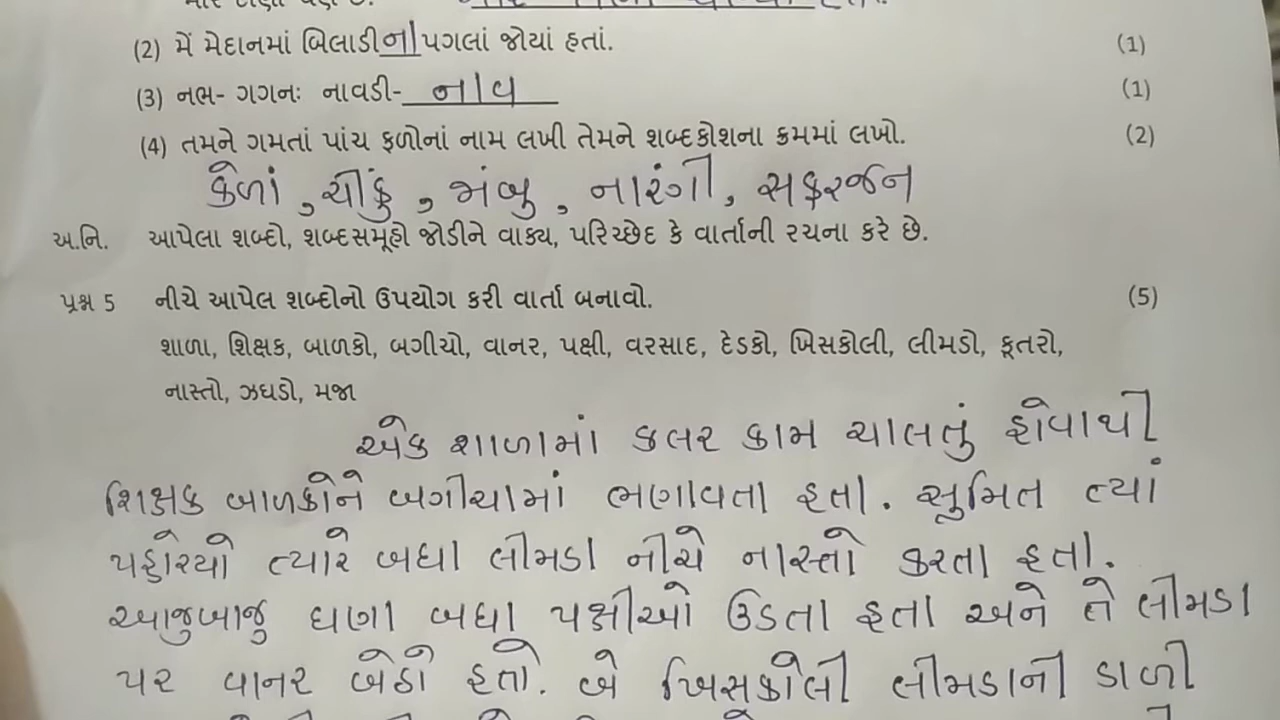 (2) મેં મેદાનમાં બિલાડીનાં પગલાં જોયાં હતાં. (1)
(3) નભ- ગગનઃ નાવડી- નાવ (1)
(4) તમને ગમતાં પાંચ ફળોનાં નામ લખી તેમને શબ્દકોશના ક્રમમાં લખો. (2)
કેળાં, ચીકું, જાંબુ, નારંગી, સફરજન
અ.નિ. આપેલા શબ્દો, શબ્દસમૂહો જોડીને વાક્ય, પરિચ્છેદ કે વાર્તાની રચના કરે છે.
પ્રશ્ન 5 નીચે આપેલ શબ્દોનો ઉપયોગ કરી વાર્તા બનાવો. (5)
શાળા, શિક્ષક, બાળકો, બગીચો, વાનર, પક્ષી, વરસાદ, દેડકો, ખિસકોલી, લીમડો, કૂતરો,
નાસ્તો, ઝઘડો, મજા
એક શાળામાં કલર કામ ચાલતું હોવાથી
શિક્ષક બાળકોને બગીચામાં ભણાવતા હતા. સુમિત ત્યાં
પહોંચ્યો ત્યારે બધા લીમડા નીચે નાસ્તો કરતા હતા.
આજુબાજુ ઘણા બધા પક્ષીઓ ઉડતા હતા અને તે લીમડા
પર વાનર બેઠો હતો. બે ખિસકોલી લીમડાની ડાળી